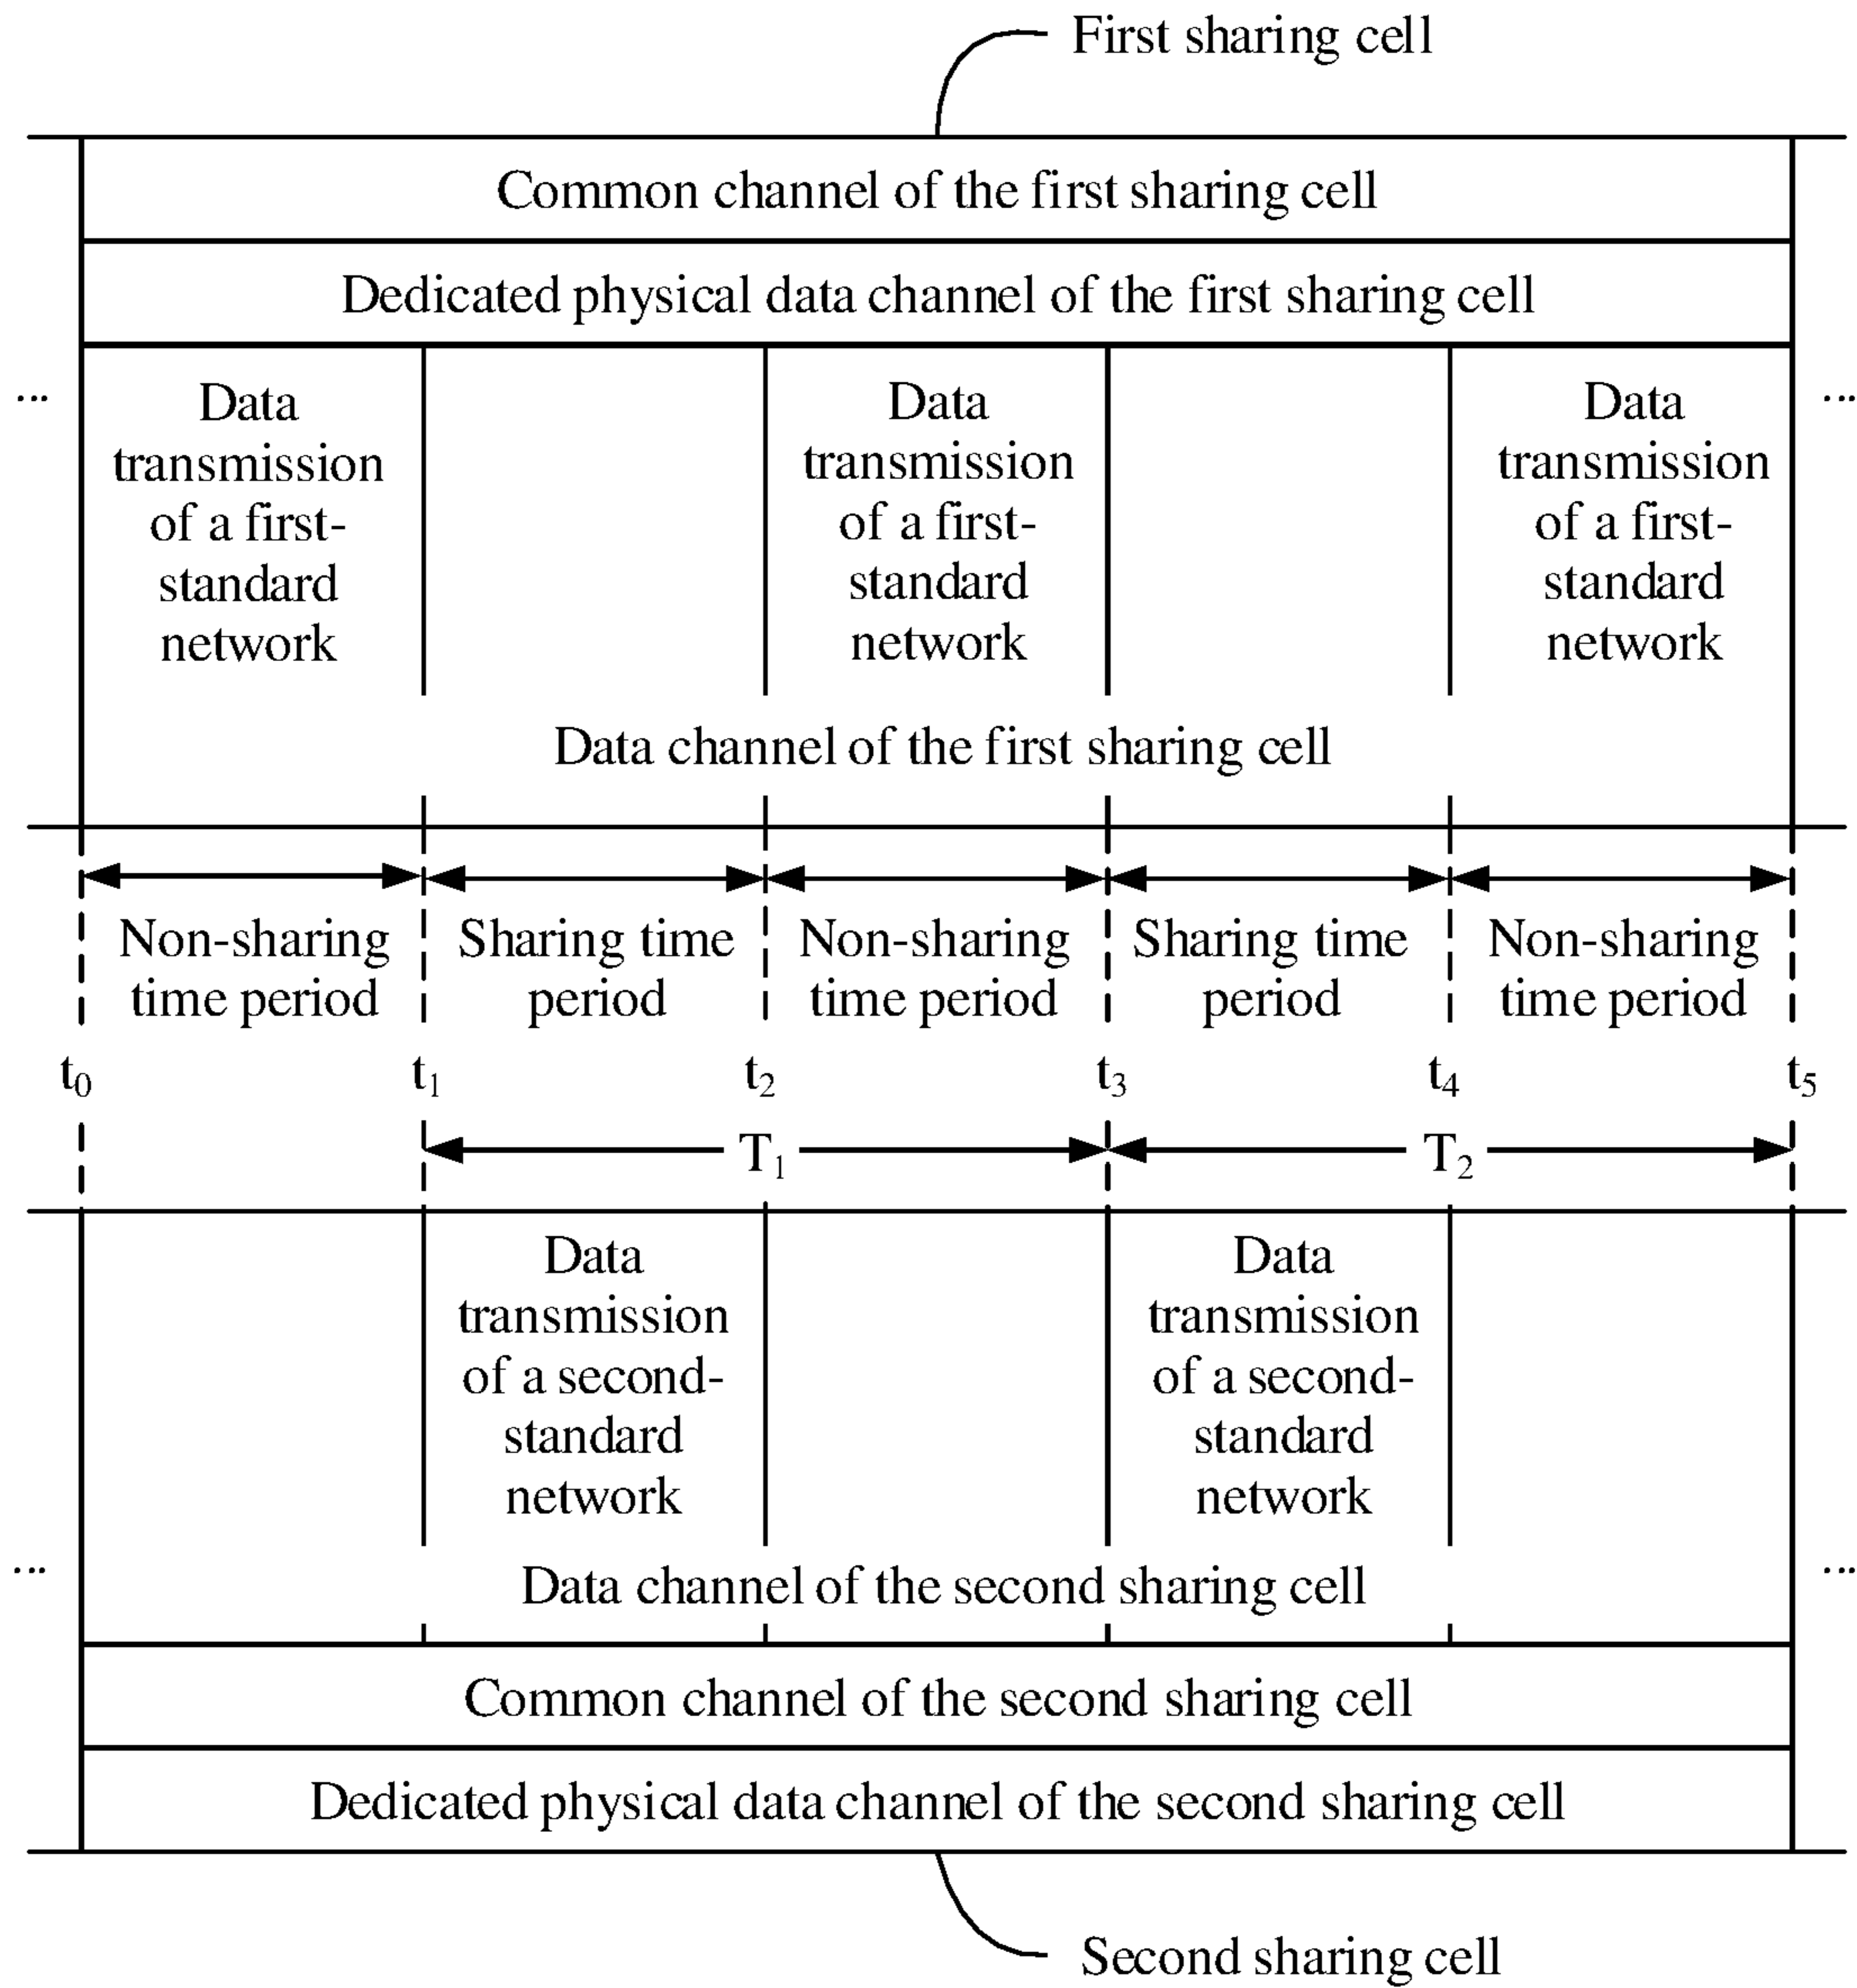 First sharing cell
Common channel of the first sharing cell
Dedicated physical data channel of the first sharing cell
...
Data
transmission
of a first-
standard
network
Data
transmission
of a first-
standard
network
Data
transmission
of a first-
standard
network
...
Data channel of the first sharing cell
Non-sharing
time period
Sharing time
period
Non-sharing
time period
Sharing time
period
Non-sharing
time period
t₀ t₁ t₂ t₃ t₄ t₅
T₁ T₂
Data
transmission
of a second-
standard
network
Data
transmission
of a second-
standard
network
...
Data channel of the second sharing cell
...
Common channel of the second sharing cell
Dedicated physical data channel of the second sharing cell
Second sharing cell